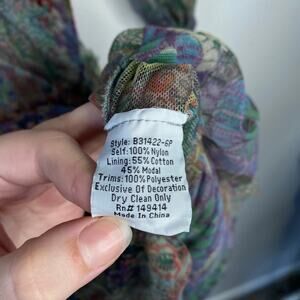 Style: B31422-6P
Self:100%Nylon
Lining:55%Cotton
45%Modal
Trims:100%Polyester
Exclusive Of Decoration
Dry Clean Only
Rn# 149414
Made In China